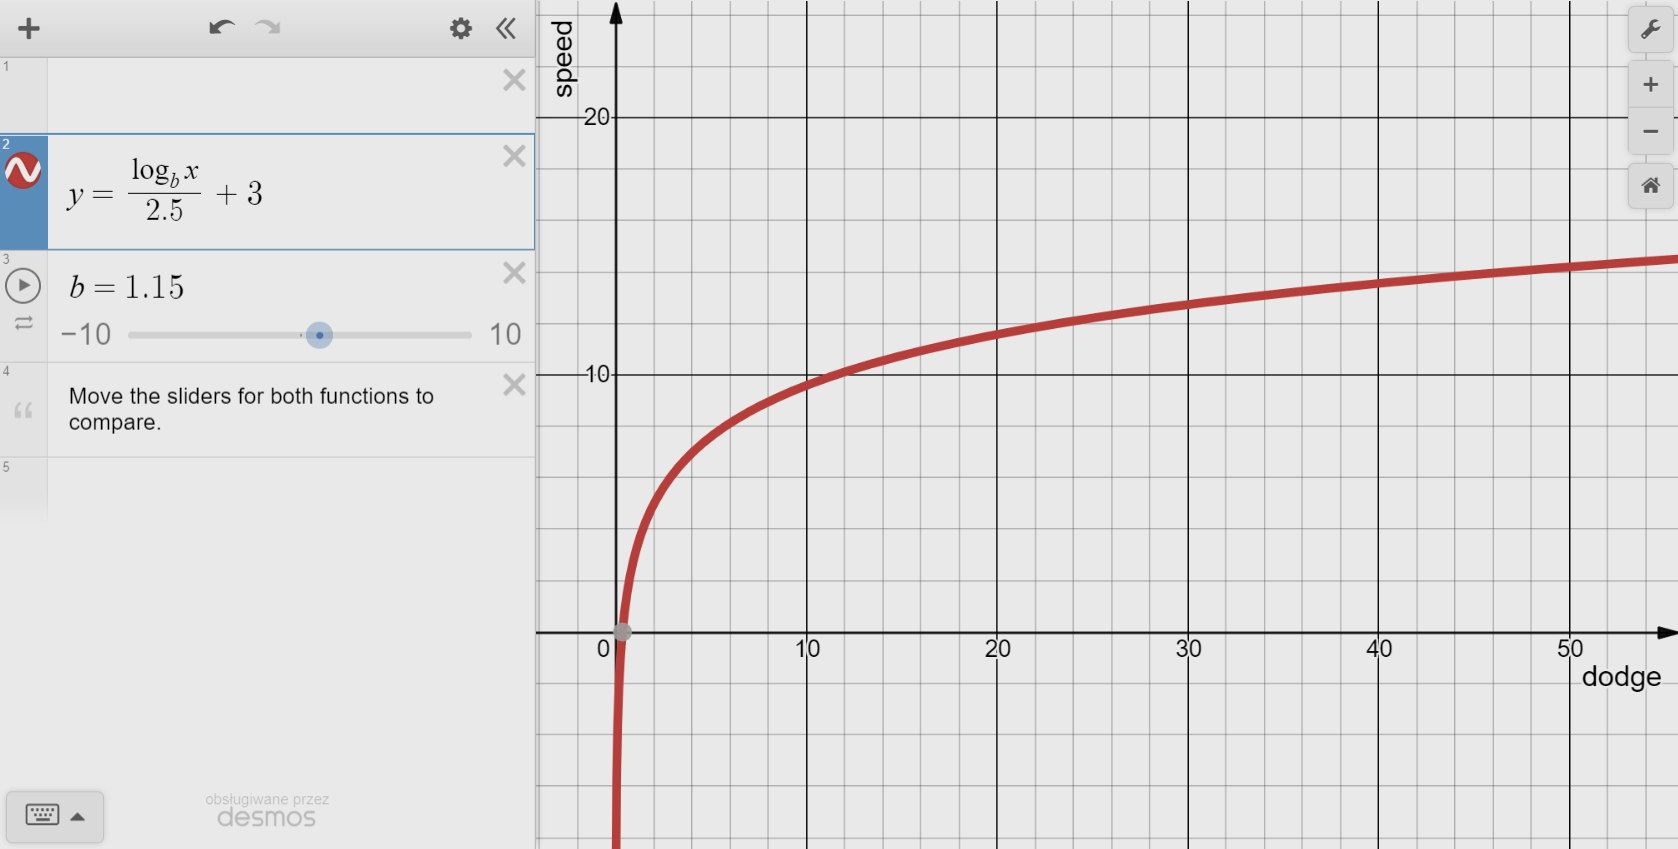 1
2
y = log_b x / 2.5 + 3
3
b = 1.15
−10 10
4
Move the sliders for both functions to
compare.
5
obsługiwane przez
desmos
speed
20
10
0 10 20 30 40 50
dodge